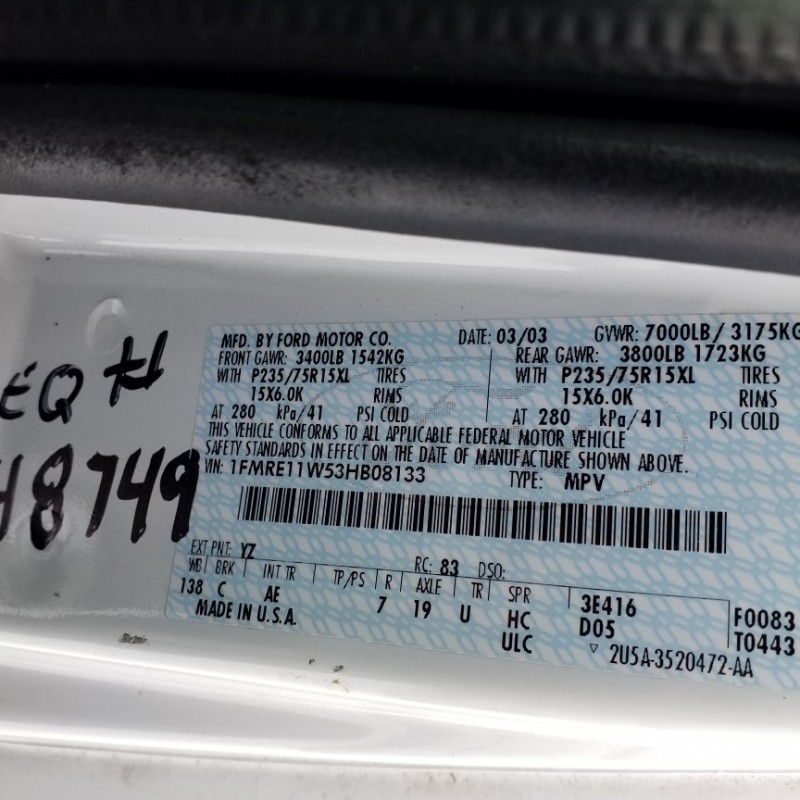 MFD. BY FORD MOTOR CO. DATE: 03/03 GVWR: 7000LB / 3175KG
FRONT GAWR: 3400LB 1542KG REAR GAWR: 3800LB 1723KG
WITH P235/75R15XL TIRES WITH P235/75R15XL TIRES
15X6.0K RIMS 15X6.0K RIMS
AT 280 kPa/41 PSI COLD AT 280 kPa/41 PSI COLD
THIS VEHICLE CONFORMS TO ALL APPLICABLE FEDERAL MOTOR VEHICLE
SAFETY STANDARDS IN EFFECT ON THE DATE OF MANUFACTURE SHOWN ABOVE.
VIN: 1FMRE11W53HB08133 TYPE: MPV
EXT PNT: YZ RC: 83 DSO:
WB BRK INT TR TP/PS R AXLE TR SPR
138 C AE 7 19 U HC 3E416 F0083
MADE IN U.S.A. ULC D05 T0443
2U5A-3520472-AA
EQ #
48749